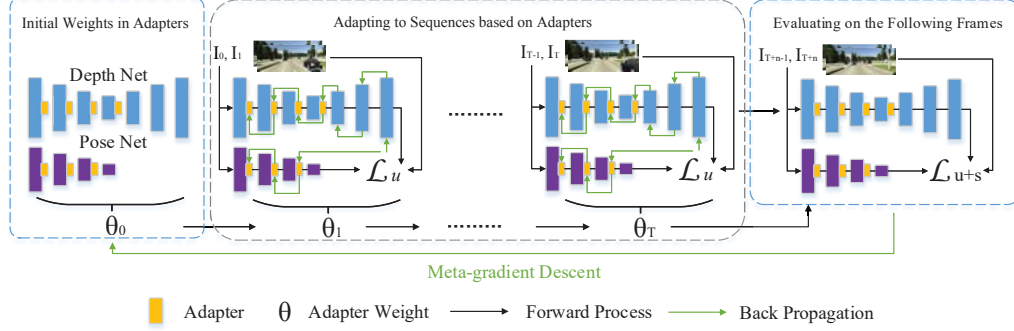 Initial Weights in Adapters
Adapting to Sequences based on Adapters
Evaluating on the Following Frames
Depth Net
Pose Net
θ0
I0, I1
ℒu
θ1
.........
.........
IT-1, IT
ℒu
θT
IT+n-1, IT+n
ℒu+s
Meta-gradient Descent
Adapter
θ Adapter Weight
Forward Process
Back Propagation